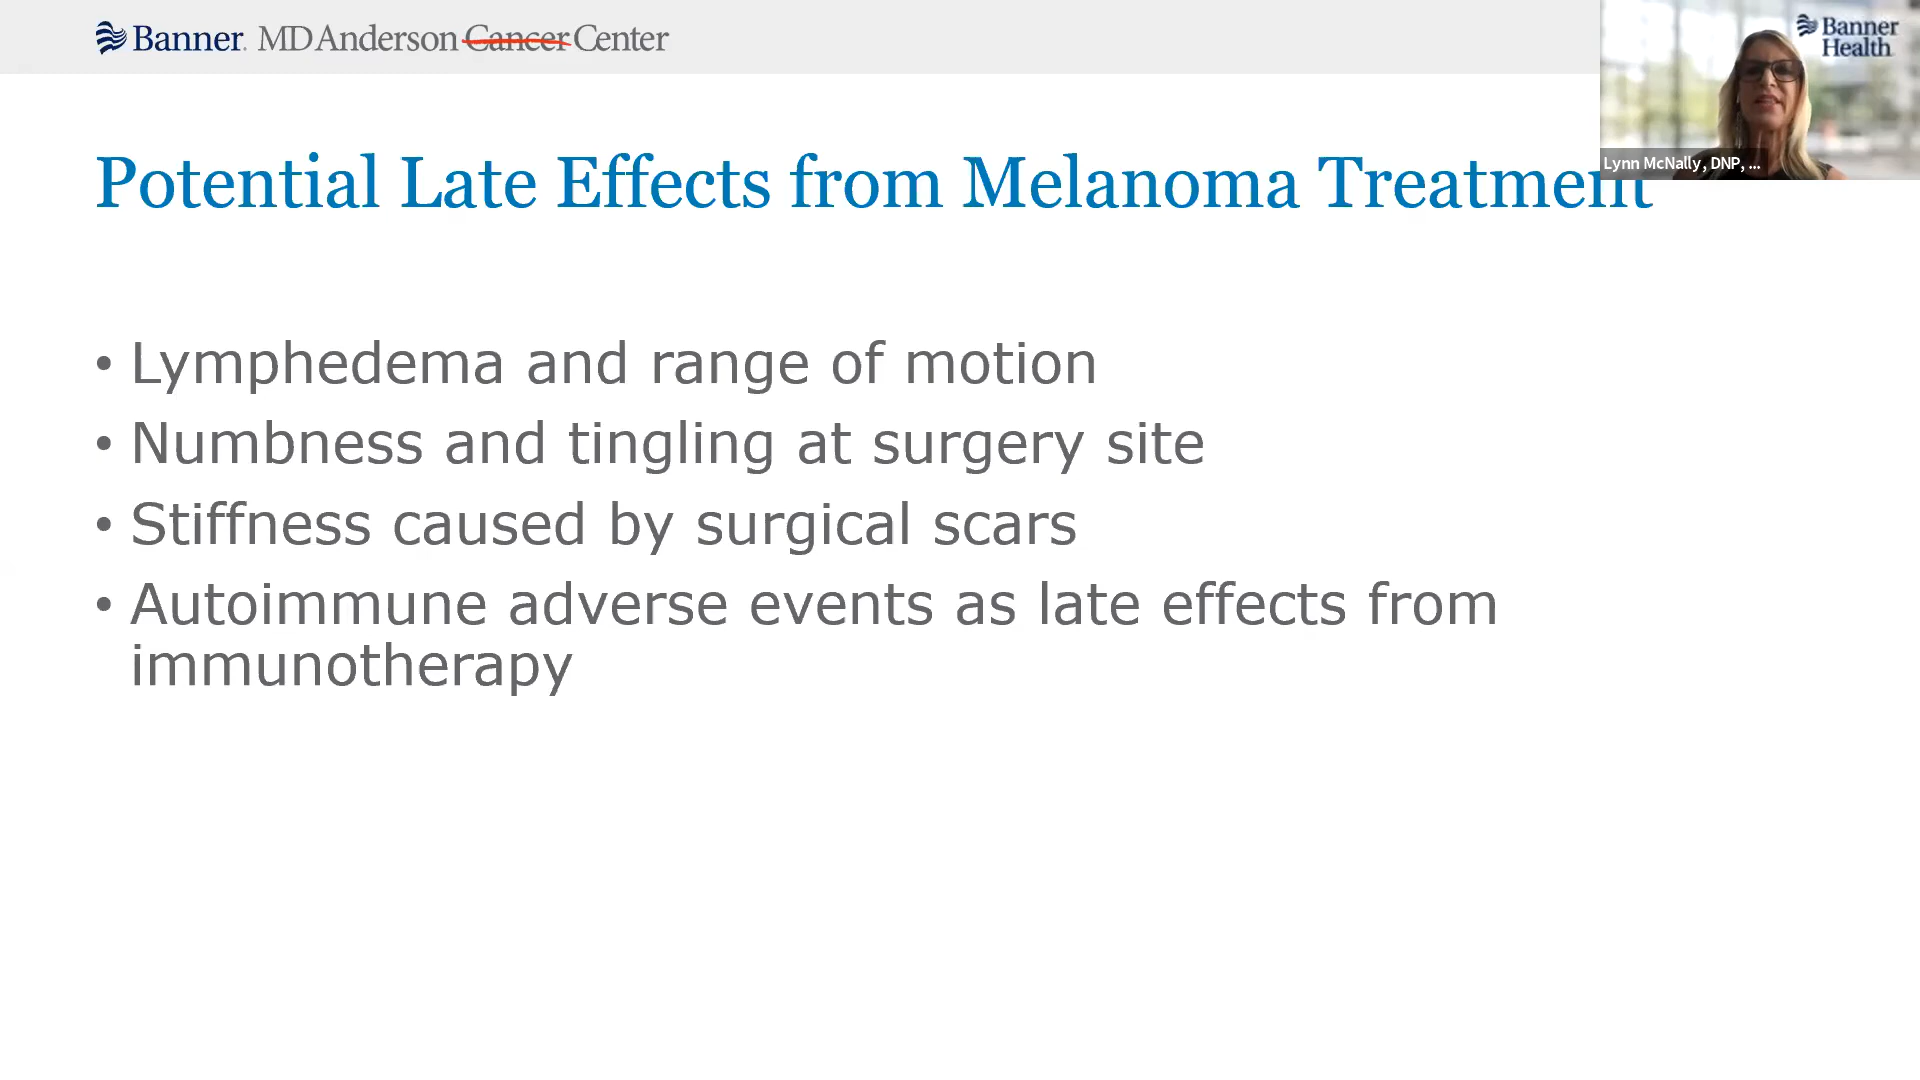 Banner MD Anderson Cancer Center
Banner
Health
Lynn McNally, DNP, ...
Potential Late Effects from Melanoma Treatment
• Lymphedema and range of motion
• Numbness and tingling at surgery site
• Stiffness caused by surgical scars
• Autoimmune adverse events as late effects from
immunotherapy